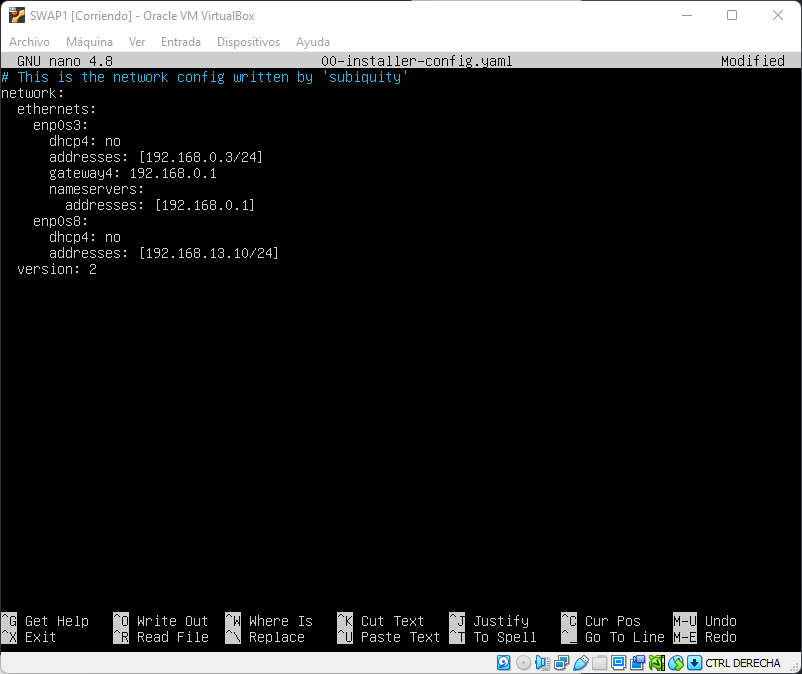 SWAP1 [Corriendo] - Oracle VM VirtualBox
Archivo Máquina Ver Entrada Dispositivos Ayuda
GNU nano 4.8 00-installer-config.yaml Modified
# This is the network config written by 'subiquity'
network:
  ethernets:
    enp0s3:
      dhcp4: no
      addresses: [192.168.0.3/24]
      gateway4: 192.168.0.1
      nameservers:
        addresses: [192.168.0.1]
    enp0s8:
      dhcp4: no
      addresses: [192.168.13.10/24]
  version: 2
^G Get Help ^O Write Out ^W Where Is ^K Cut Text ^J Justify ^C Cur Pos M-U Undo
^X Exit ^R Read File ^\ Replace ^U Paste Text ^T To Spell ^_ Go To Line M-E Redo
CTRL DERECHA